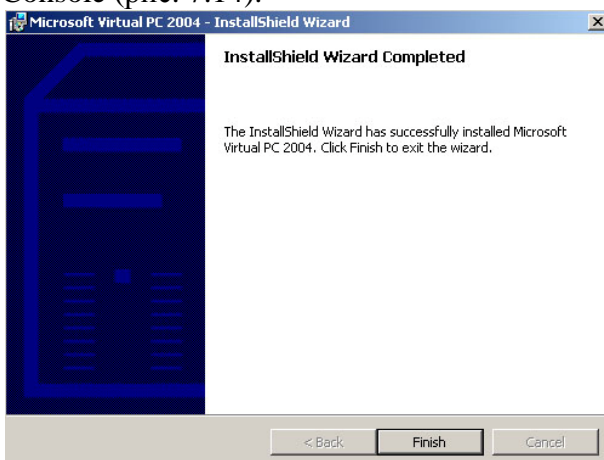 Console (рис. 7.14).
Microsoft Virtual PC 2004 - InstallShield Wizard
InstallShield Wizard Completed
The InstallShield Wizard has successfully installed Microsoft
Virtual PC 2004. Click Finish to exit the wizard.
< Back Finish Cancel